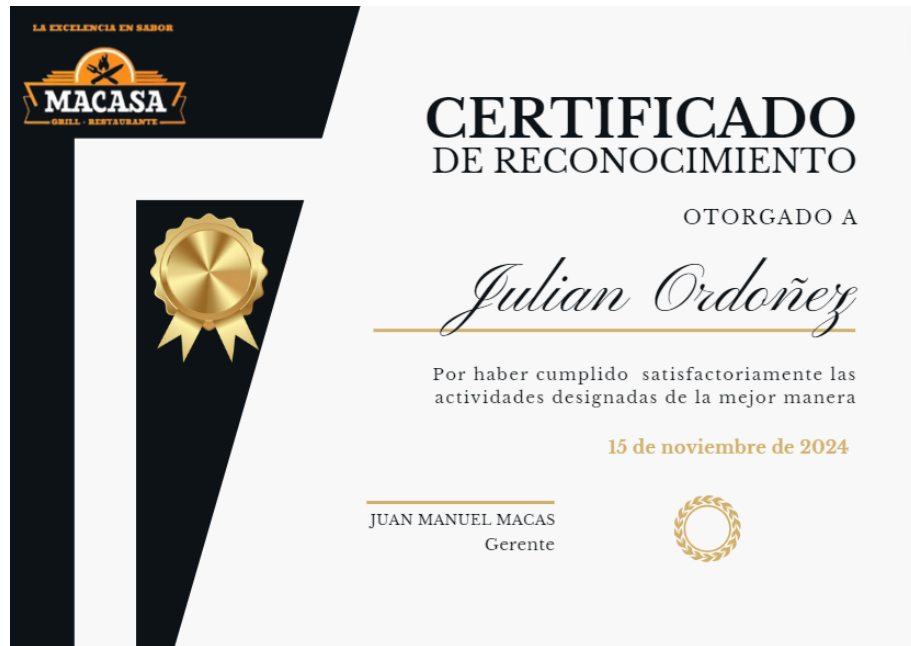 LA EXCELENCIA EN SABOR
MACASA
GRILL - RESTAURANTE
CERTIFICADO
DE RECONOCIMIENTO
OTORGADO A
Julian Ordoñez
Por haber cumplido  satisfactoriamente las
actividades designadas de la mejor manera
15 de noviembre de 2024
JUAN MANUEL MACAS
Gerente